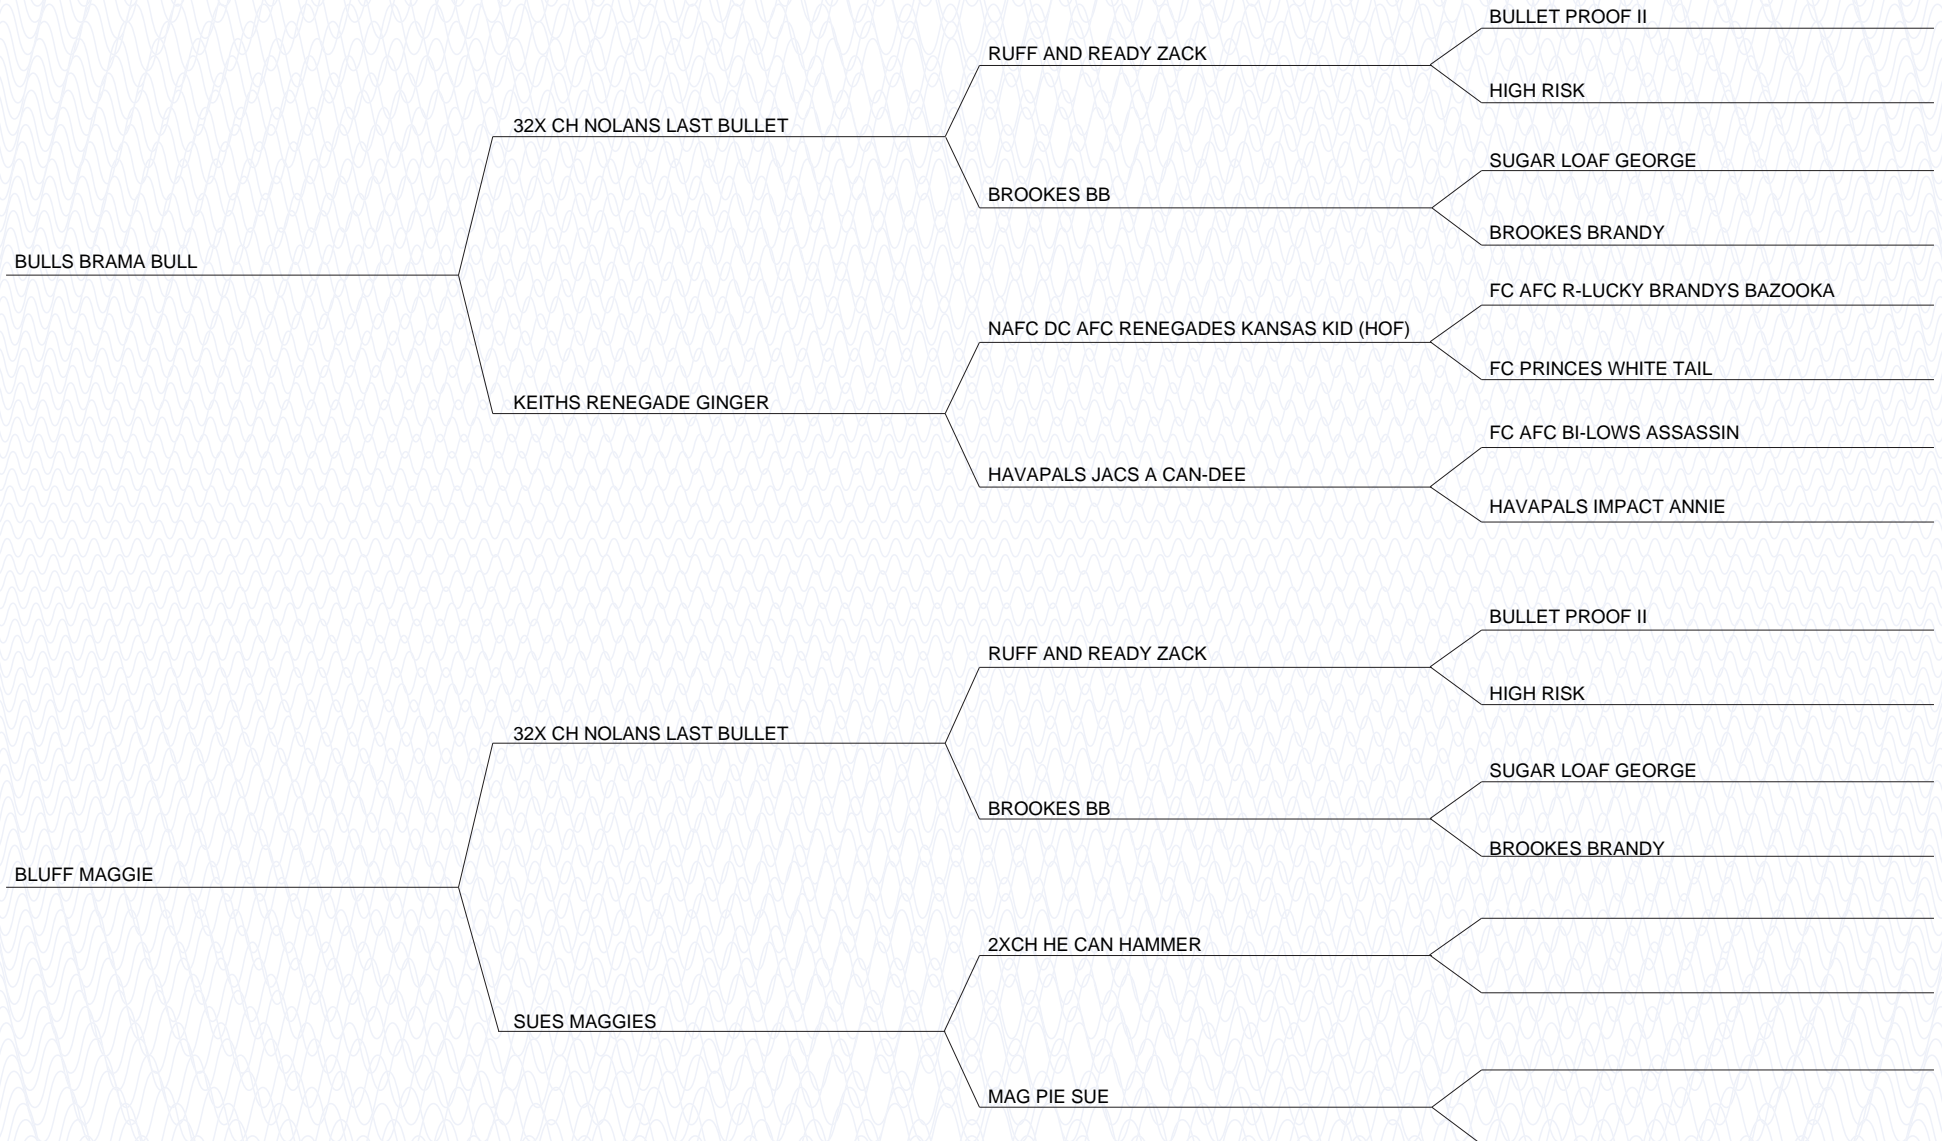 BULLET PROOF II
RUFF AND READY ZACK
HIGH RISK
32X CH NOLANS LAST BULLET
SUGAR LOAF GEORGE
BROOKES BB
BROOKES BRANDY
BULLS BRAMA BULL
FC AFC R-LUCKY BRANDYS BAZOOKA
NAFC DC AFC RENEGADES KANSAS KID (HOF)
FC PRINCES WHITE TAIL
KEITHS RENEGADE GINGER
FC AFC BI-LOWS ASSASSIN
HAVAPALS JACS A CAN-DEE
HAVAPALS IMPACT ANNIE
BULLET PROOF II
RUFF AND READY ZACK
HIGH RISK
32X CH NOLANS LAST BULLET
SUGAR LOAF GEORGE
BROOKES BB
BROOKES BRANDY
BLUFF MAGGIE
2XCH HE CAN HAMMER
SUES MAGGIES
MAG PIE SUE